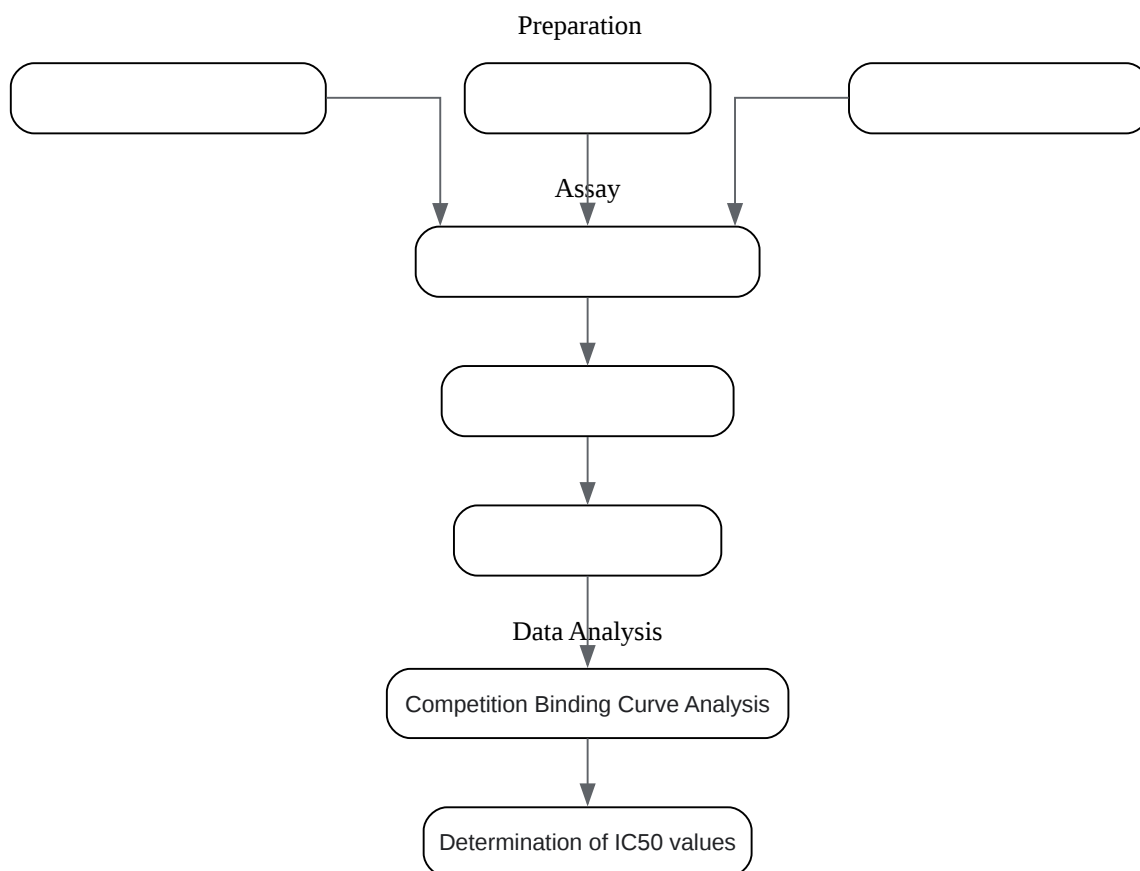 Preparation
Assay
Data Analysis
Competition Binding Curve Analysis
Determination of IC50 values